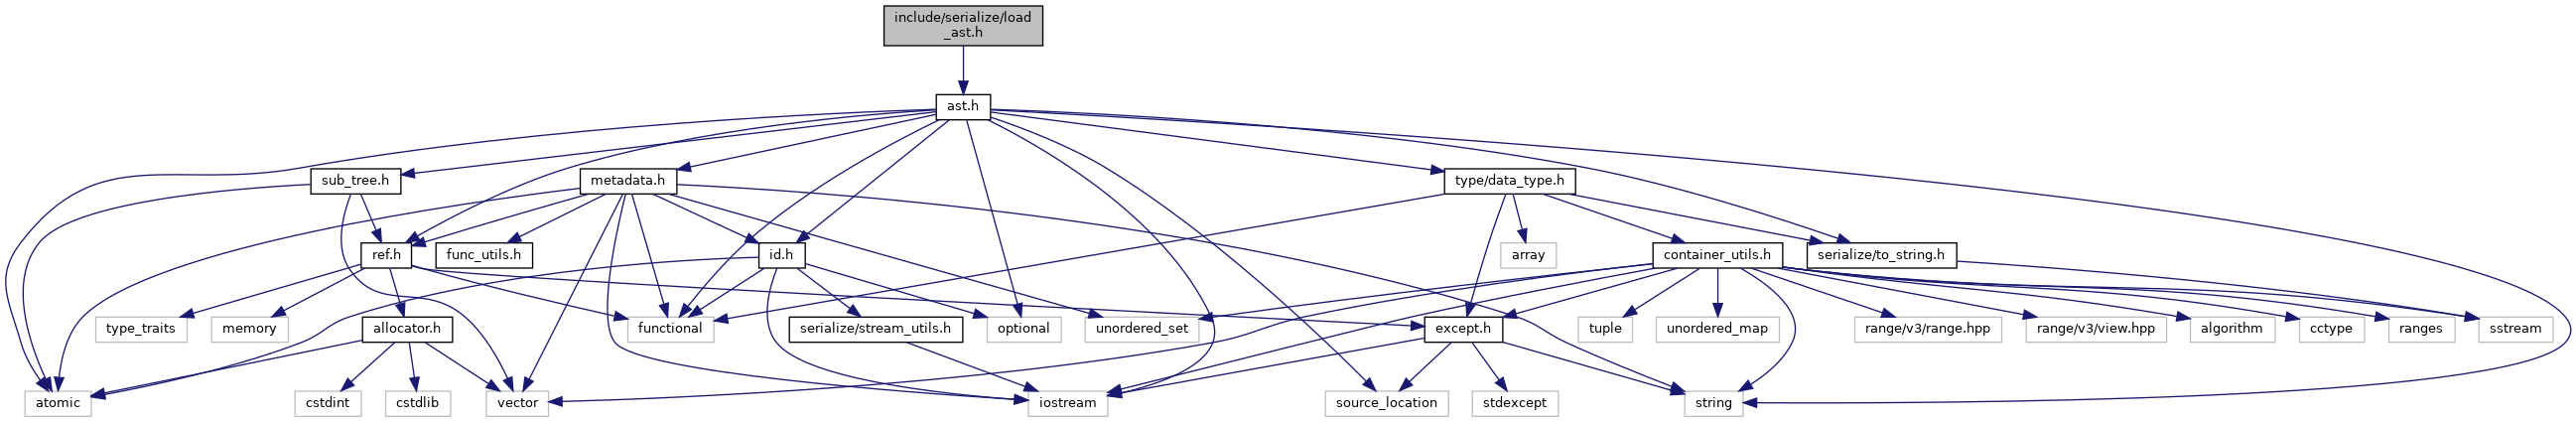 include/serialize/load
_ast.h
ast.h
sub_tree.h
metadata.h
type/data_type.h
ref.h
func_utils.h
id.h
array
container_utils.h
serialize/to_string.h
type_traits
memory
allocator.h
functional
serialize/stream_utils.h
optional
unordered_set
except.h
tuple
unordered_map
range/v3/range.hpp
range/v3/view.hpp
algorithm
cctype
ranges
sstream
atomic
cstdint
cstdlib
vector
iostream
source_location
stdexcept
string